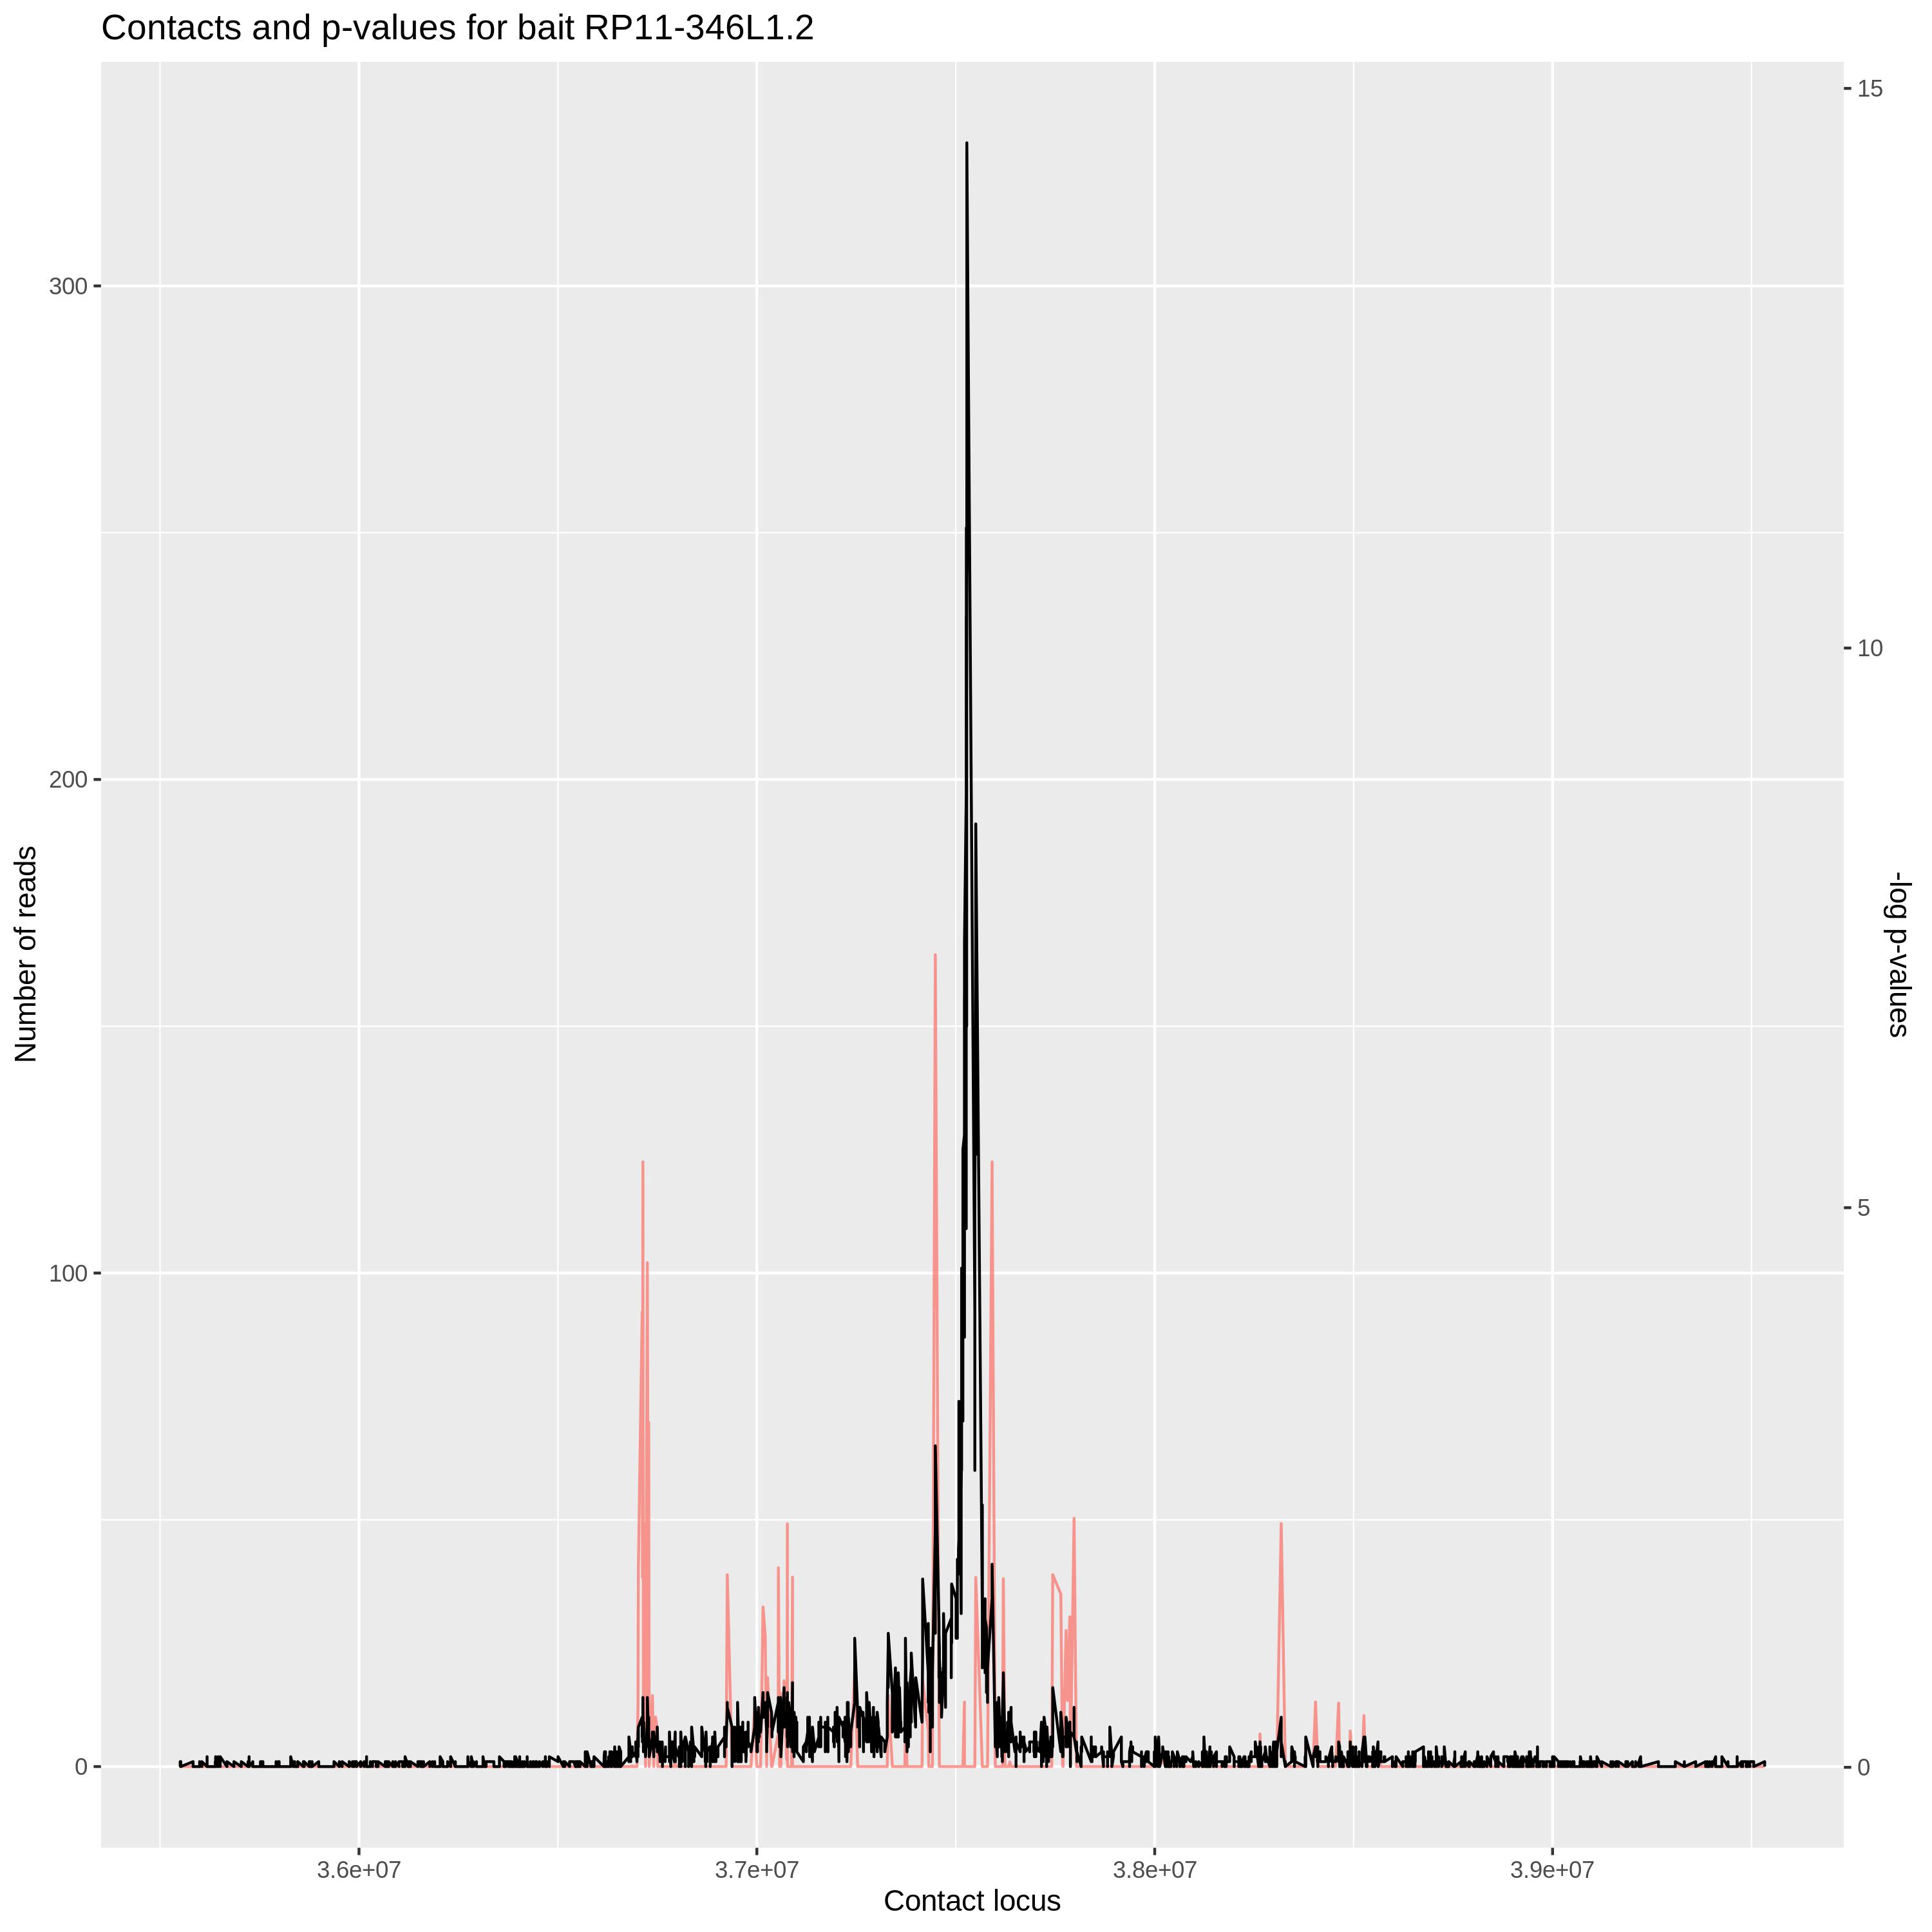 Contacts and p-values for bait RP11-346L1.2
Number of reads
300
200
100
0
15
10
5
0
-log p-values
3.6e+07
3.7e+07
3.8e+07
3.9e+07
Contact locus